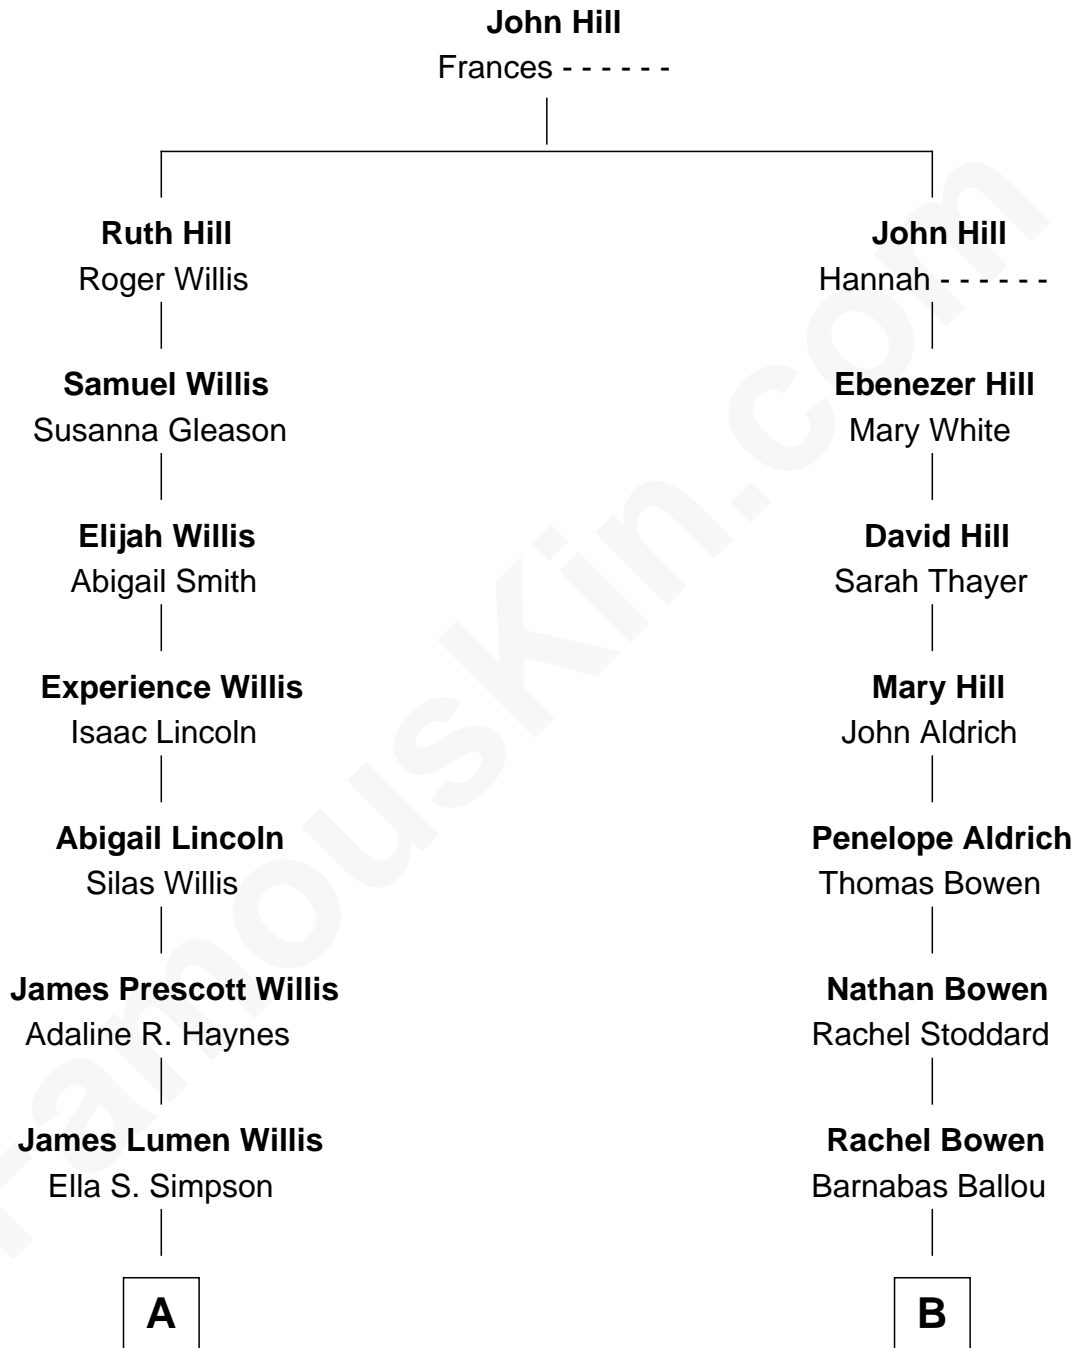 John Hill
Frances - - - - - -
Ruth Hill
Roger Willis
John Hill
Hannah - - - - - -
Samuel Willis
Susanna Gleason
Ebenezer Hill
Mary White
Elijah Willis
Abigail Smith
David Hill
Sarah Thayer
Experience Willis
Isaac Lincoln
Mary Hill
John Aldrich
Abigail Lincoln
Silas Willis
Penelope Aldrich
Thomas Bowen
James Prescott Willis
Adaline R. Haynes
Nathan Bowen
Rachel Stoddard
James Lumen Willis
Ella S. Simpson
Rachel Bowen
Barnabas Ballou
A
B
FamousKin.com